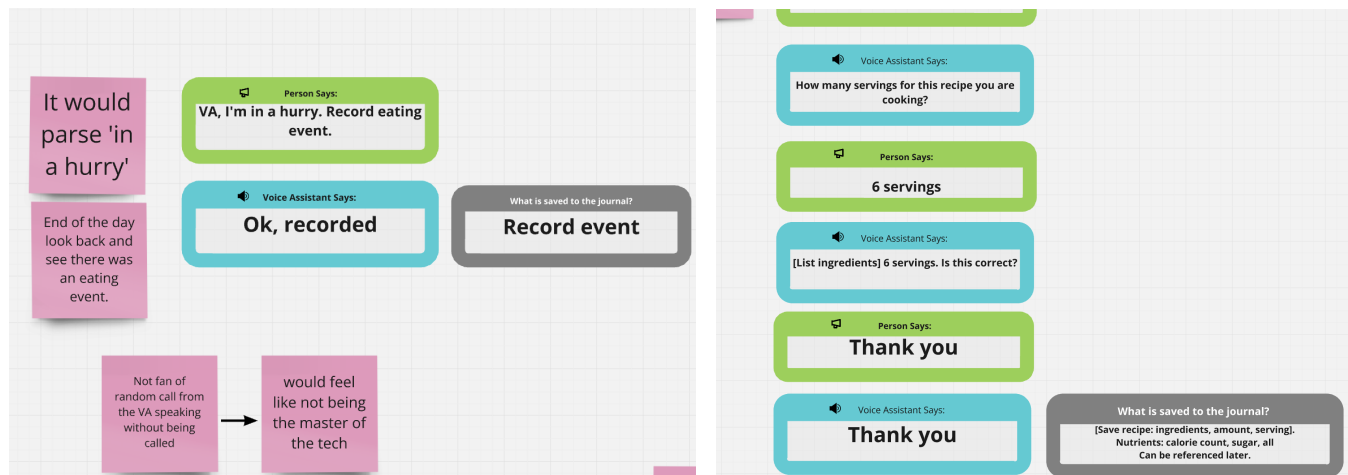 It would
parse 'in
a hurry'
End of the day
look back and
see there was
an eating
event.
Person Says:
VA, I'm in a hurry. Record eating
event.
Voice Assistant Says:
Ok, recorded
What is saved to the journal?
Record event
Not fan of
random call from
the VA speaking
without being
called
would feel
like not being
the master of
the tech
Voice Assistant Says:
How many servings for this recipe you are
cooking?
Person Says:
6 servings
Voice Assistant Says:
[List ingredients] 6 servings. Is this correct?
Person Says:
Thank you
Voice Assistant Says:
Thank you
What is saved to the journal?
[Save recipe: ingredients, amount, serving].
Nutrients: calorie count, sugar, all
Can be referenced later.